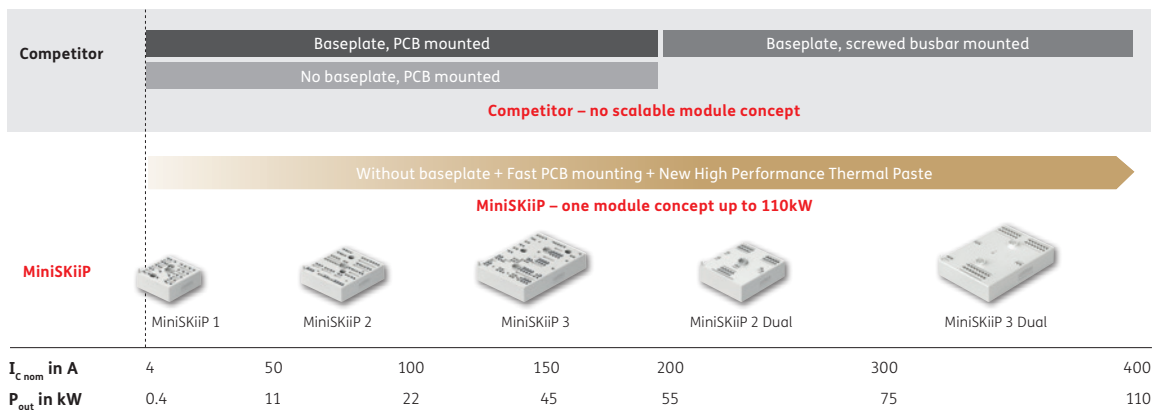 Competitor
Baseplate, PCB mounted
Baseplate, screwed busbar mounted
No baseplate, PCB mounted
Competitor – no scalable module concept
Without baseplate + Fast PCB mounting + New High Performance Thermal Paste
MiniSKiiP – one module concept up to 110kW
MiniSKiiP
MiniSKiiP 1 MiniSKiiP 2 MiniSKiiP 3 MiniSKiiP 2 Dual MiniSKiiP 3 Dual
I C nom in A 4 50 100 150 200 300 400
P out in kW 0.4 11 22 45 55 75 110